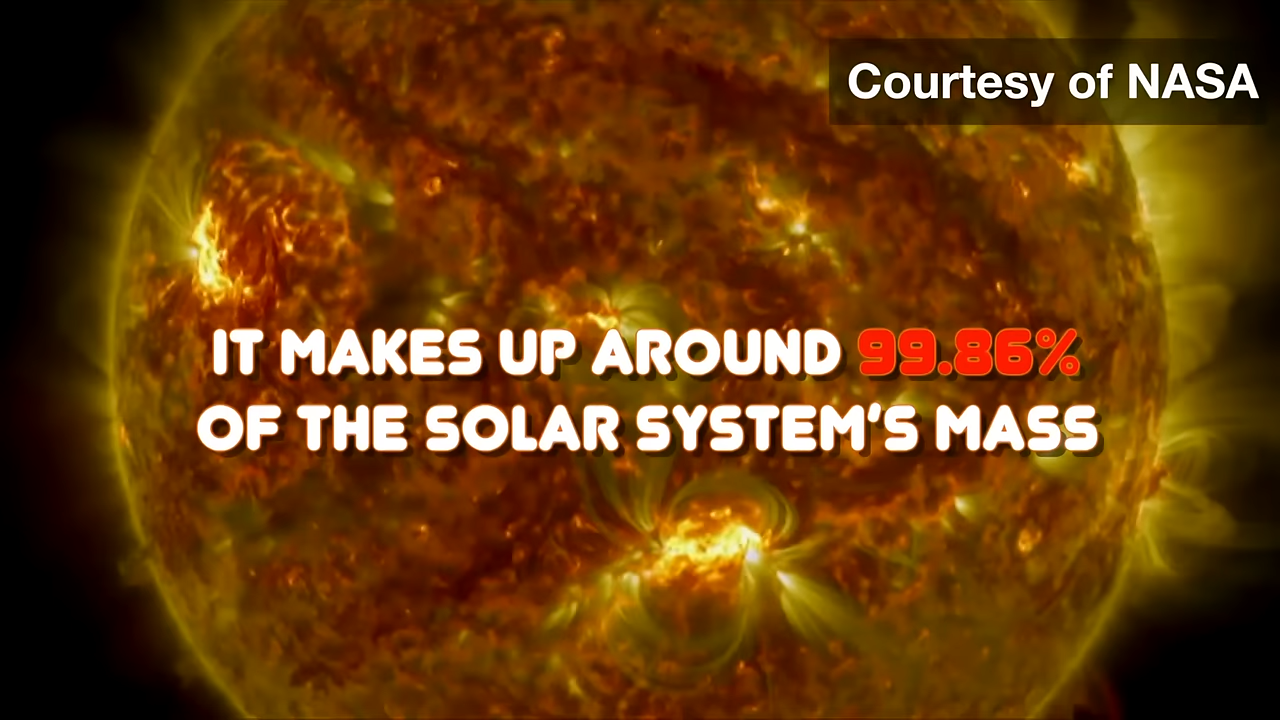 Courtesy of NASA
IT MAKES UP AROUND 99.86%
OF THE SOLAR SYSTEM'S MASS